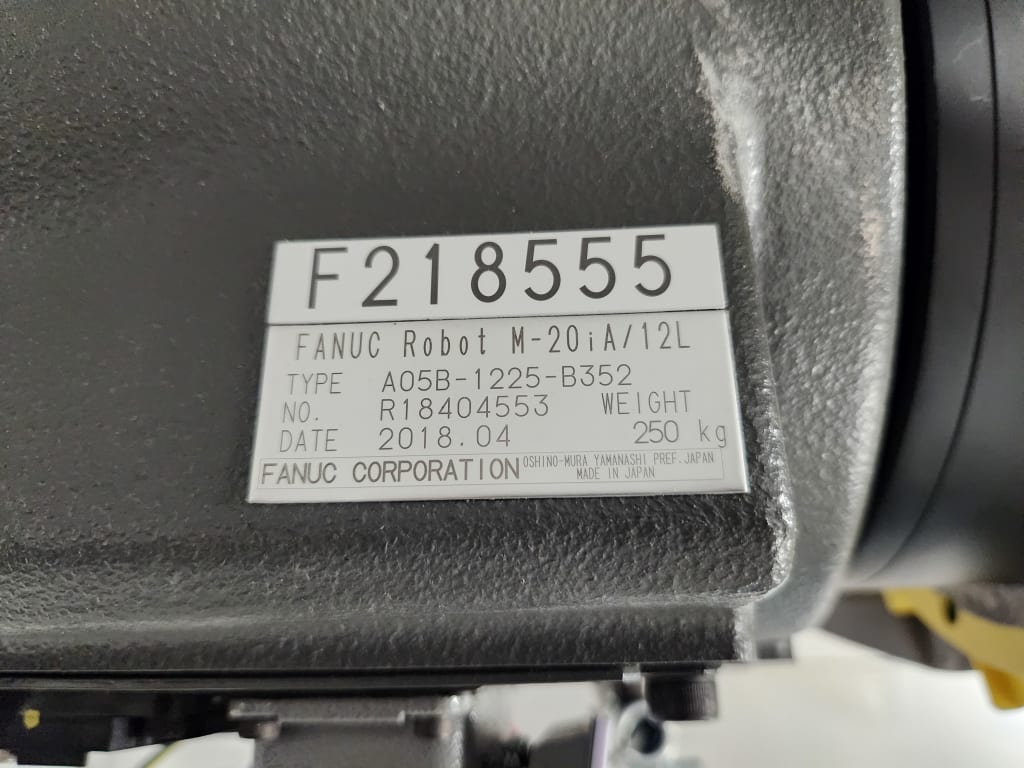 F218555
FANUC Robot M-20iA/12L
TYPE A05B-1225-B352
NO. R18404553 WEIGHT
DATE 2018.04 250 kg
FANUC CORPORATION OSHINO-MURA YAMANASHI PREF. JAPAN
MADE IN JAPAN